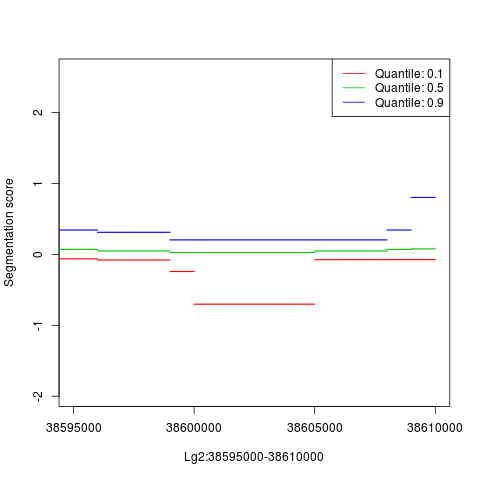 Quantile: 0.1
Quantile: 0.5
Quantile: 0.9
Segmentation score
2
1
0
-1
-2
38595000 38600000 38605000 38610000
Lg2:38595000-38610000